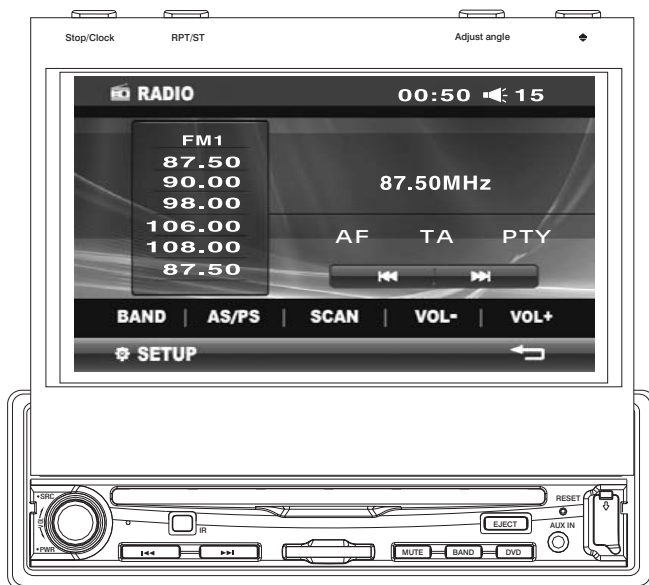 Stop/Clock RPT/ST Adjust angle
RADIO 00:50 15
FM1
87.50
90.00
98.00
106.00
108.00
87.50
87.50MHz
AF TA PTY
BAND | AS/PS | SCAN | VOL- | VOL+
SETUP
•SRC
•PWR
IR
EJECT
RESET
AUX IN
MUTE BAND DVD